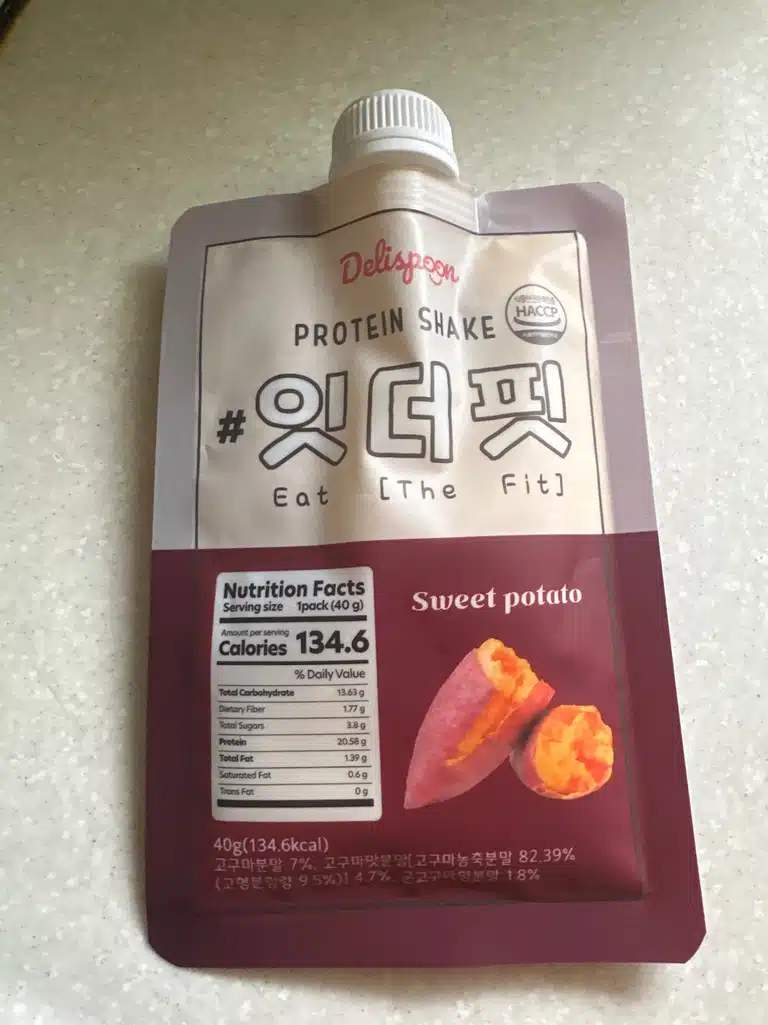 Delispoon
PROTEIN SHAKE
HACCP
#잇더핏
Eat [The Fit]
Sweet potato
Nutrition Facts
Serving size 1pack (40 g)
Amount per serving
Calories 134.6
% Daily Value
Total Carbohydrate 13.63 g
Dietary Fiber 1.77 g
Total Sugars 3.8 g
Protein 20.58 g
Total Fat 1.39 g
Saturated Fat 0.6 g
Trans Fat 0 g
40g(134.6kcal)
고구마분말 7%, 고구마맛분말[고구마농축분말 82.39%
(고형분함량 95%)] 4.7%, 군고구마향분말 1.8%